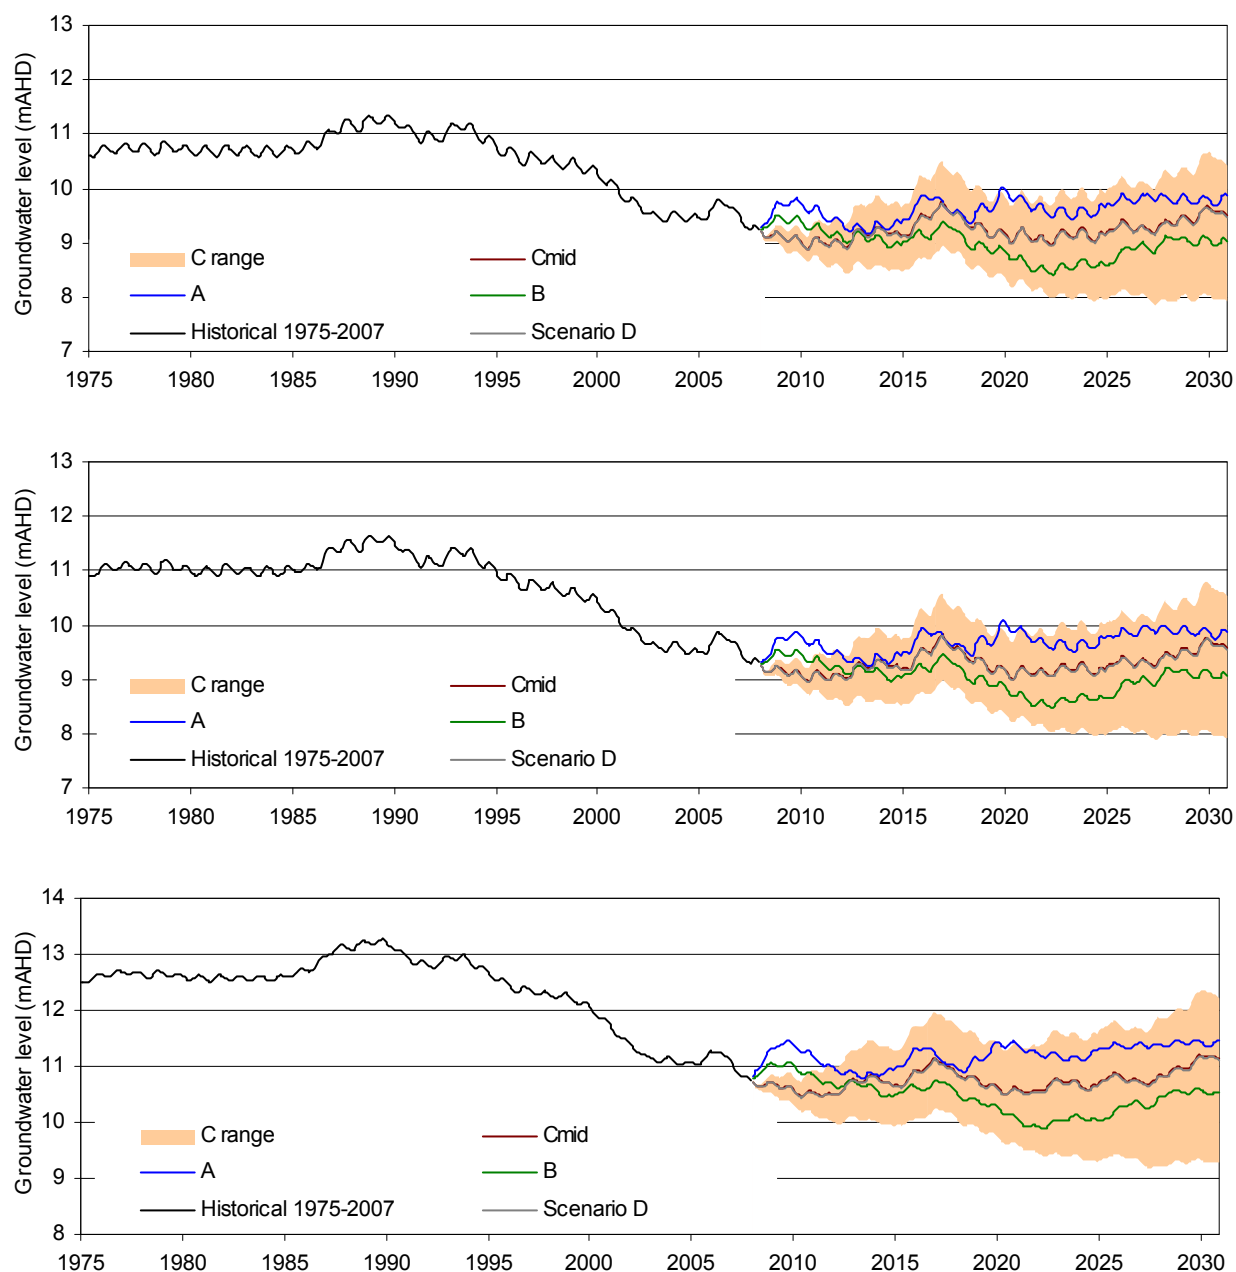 13
12
11
10
9
8
7
Groundwater level (mAHD)
C range
Cmid
A
B
Historical 1975-2007
Scenario D
1975 1980 1985 1990 1995 2000 2005 2010 2015 2020 2025 2030
13
12
11
10
9
8
7
Groundwater level (mAHD)
C range
Cmid
A
B
Historical 1975-2007
Scenario D
1975 1980 1985 1990 1995 2000 2005 2010 2015 2020 2025 2030
14
13
12
11
10
9
8
Groundwater level (mAHD)
C range
Cmid
A
B
Historical 1975-2007
Scenario D
1975 1980 1985 1990 1995 2000 2005 2010 2015 2020 2025 2030